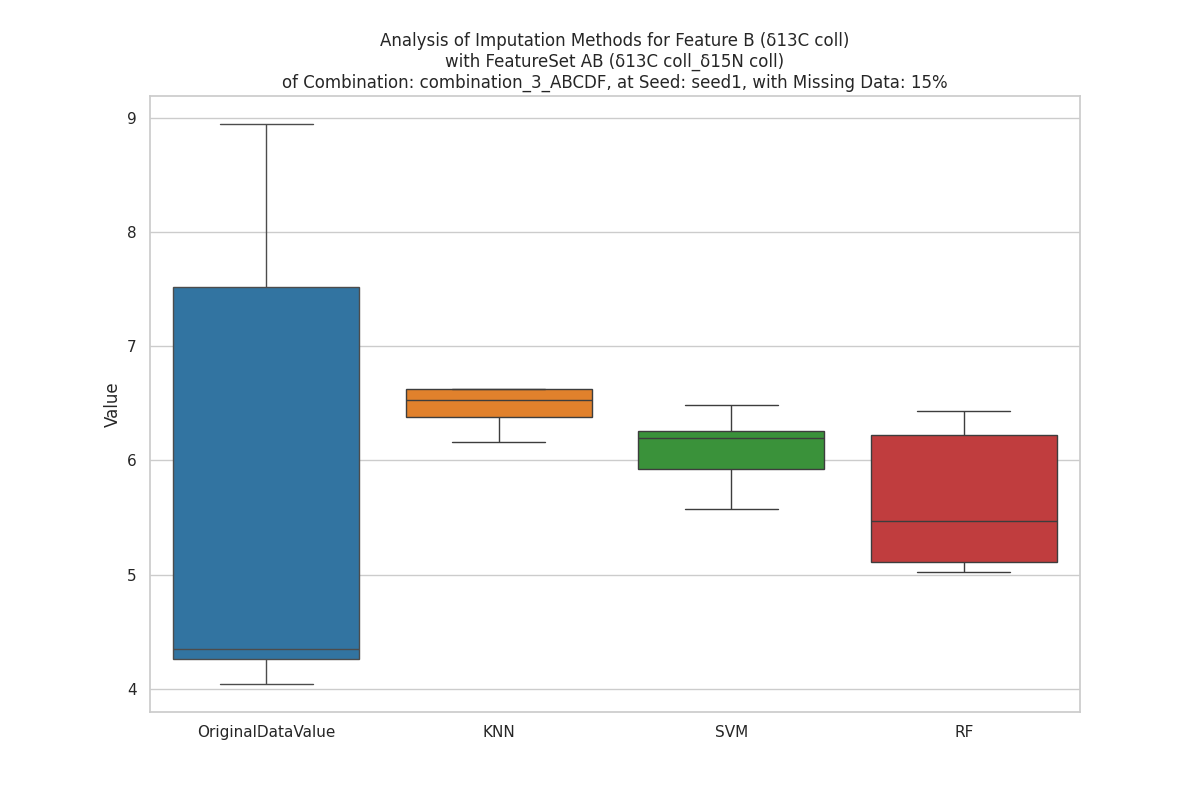 Analysis of Imputation Methods for Feature B (δ13C coll)
with FeatureSet AB (δ13C coll_δ15N coll)
of Combination: combination_3_ABCDF, at Seed: seed1, with Missing Data: 15%
9
8
7
6
5
4
Value
OriginalDataValue
KNN
SVM
RF